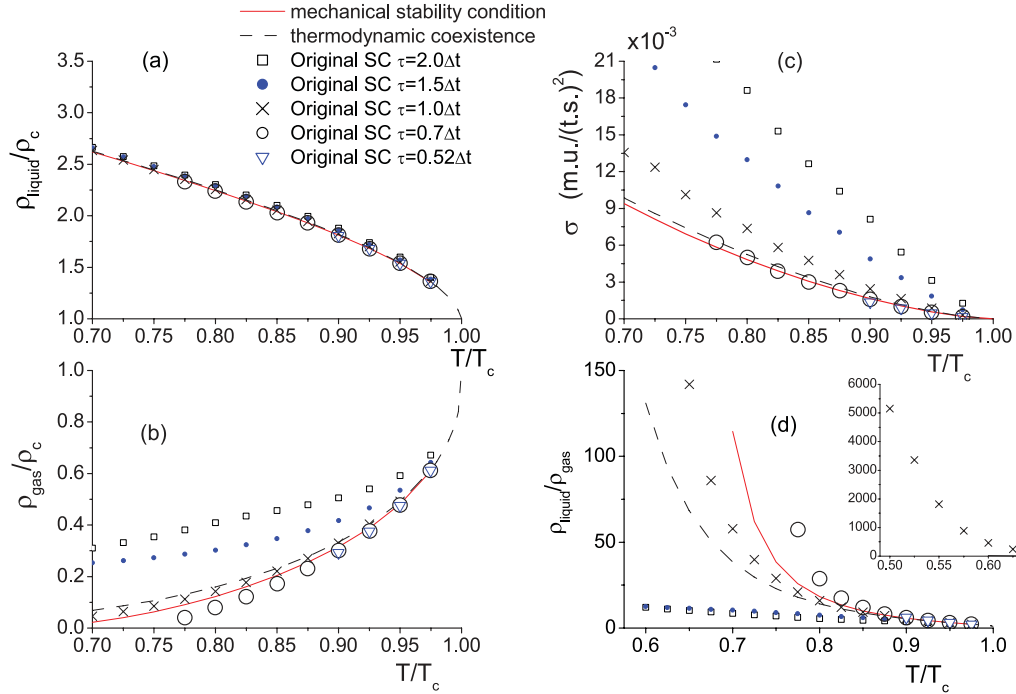 mechanical stability condition
thermodynamic coexistence
Original SC τ=2.0Δt
Original SC τ=1.5Δt
Original SC τ=1.0Δt
Original SC τ=0.7Δt
Original SC τ=0.52Δt
(a)
3.5
3.0
2.5
2.0
1.5
1.0
ρliquid/ρc
0.70 0.75 0.80 0.85 0.90 0.95 1.00
T/Tc
(b)
1.0
0.8
0.6
0.4
0.2
0.0
ρgas/ρc
0.70 0.75 0.80 0.85 0.90 0.95 1.00
T/Tc
x10^-3
(c)
21
18
15
12
9
6
3
0
σ (m.u./(t.s.)^2)
0.70 0.75 0.80 0.85 0.90 0.95 1.00
T/Tc
(d)
150
100
50
0
ρliquid/ρgas
0.6 0.7 0.8 0.9 1.0
T/Tc
6000
5000
4000
3000
2000
1000
0
0.50 0.55 0.60